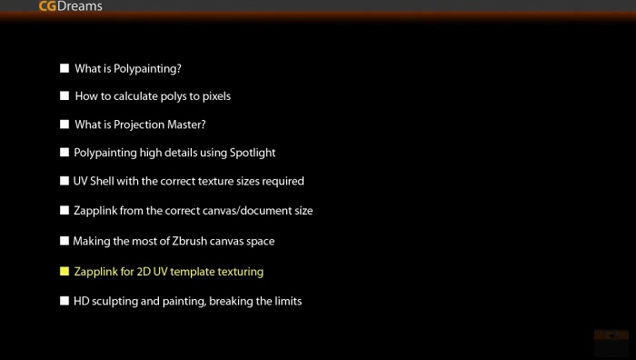 CGDreams
What is Polypainting?
How to calculate polys to pixels
What is Projection Master?
Polypainting high details using Spotlight
UV Shell with the correct texture sizes required
Zapplink from the correct canvas/document size
Making the most of Zbrush canvas space
Zapplink for 2D UV template texturing
HD sculpting and painting, breaking the limits